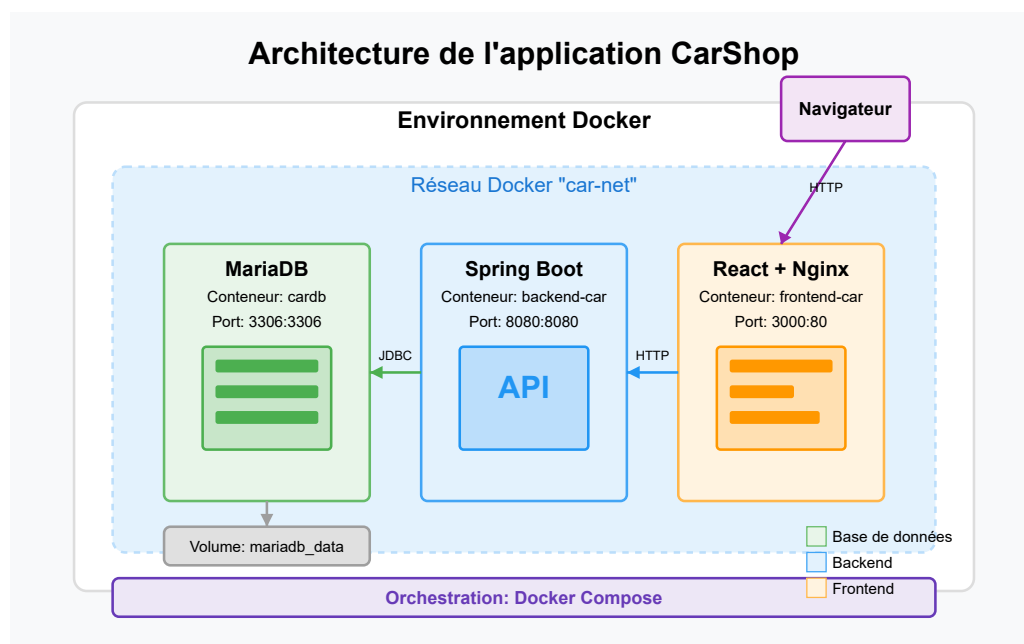 Architecture de l'application CarShop
Navigateur
Environnement Docker
Réseau Docker "car-net"
HTTP
MariaDB
Conteneur: cardb
Port: 3306:3306
JDBC
Spring Boot
Conteneur: backend-car
Port: 8080:8080
API
HTTP
React + Nginx
Conteneur: frontend-car
Port: 3000:80
Volume: mariadb_data
Base de données
Backend
Frontend
Orchestration: Docker Compose